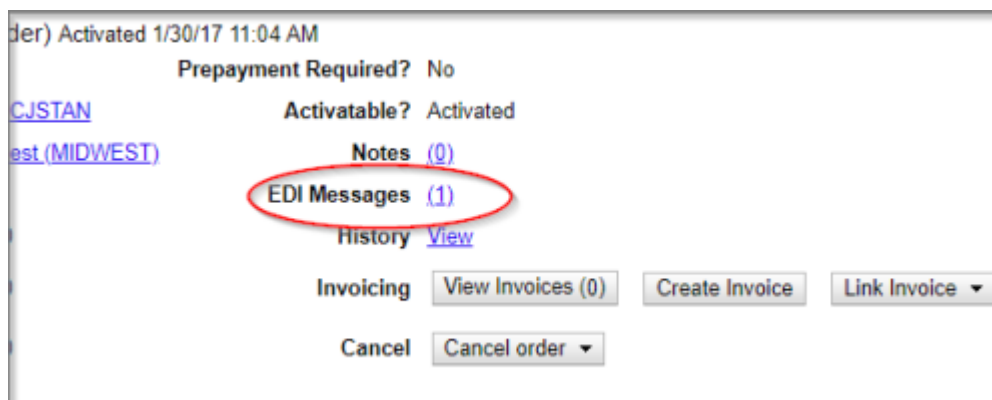 der) Activated 1/30/17 11:04 AM
Prepayment Required? No
CJSTAN Activatable? Activated
est (MIDWEST) Notes (0)
EDI Messages (1)
History View
Invoicing View Invoices (0) Create Invoice Link Invoice
Cancel Cancel order